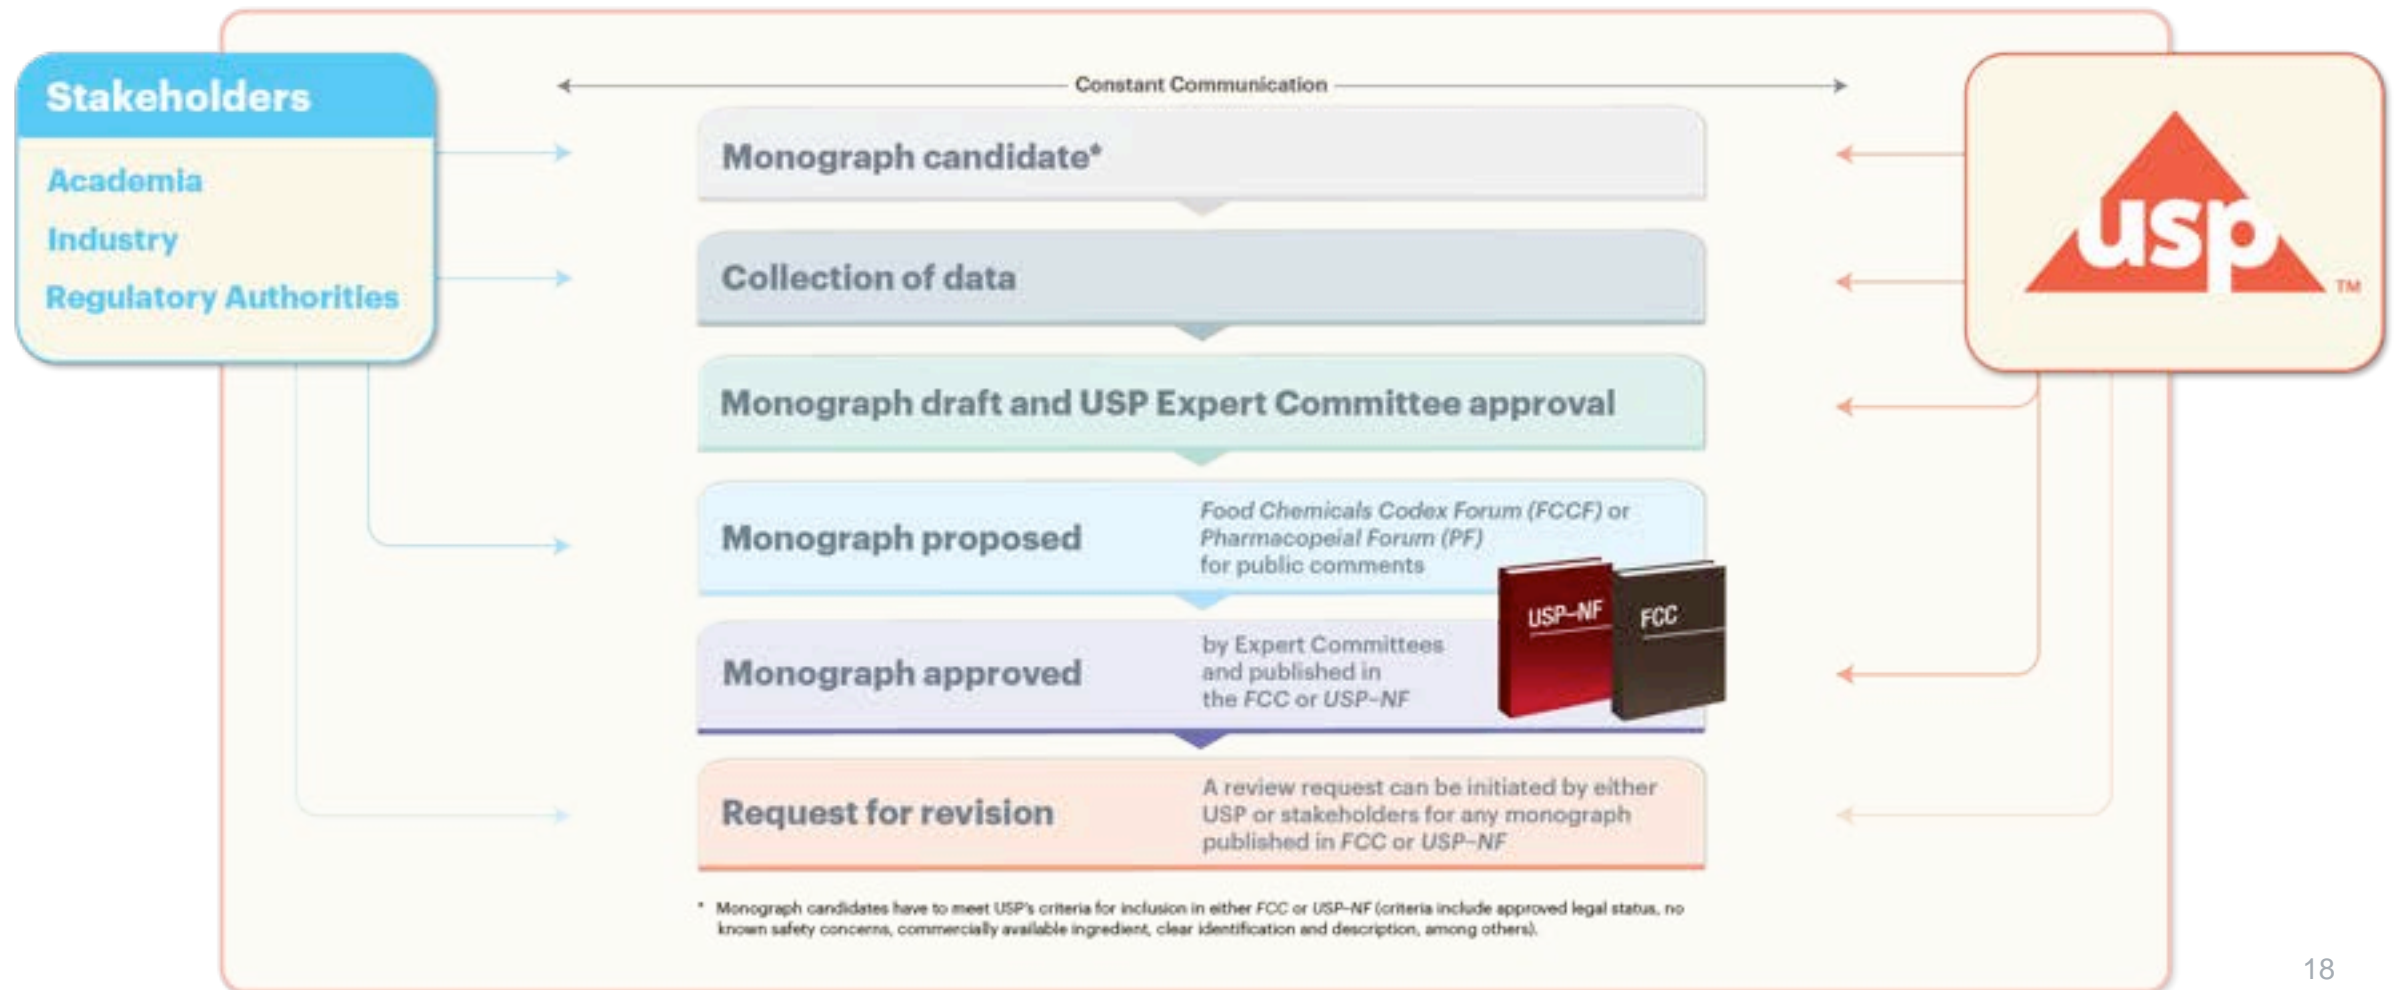 Stakeholders
Academia
Industry
Regulatory Authorities
Constant Communication
Monograph candidate*
Collection of data
Monograph draft and USP Expert Committee approval
Monograph proposed
Food Chemicals Codex Forum (FCCF) or
Pharmacopeial Forum (PF)
for public comments
USP–NF
FCC
Monograph approved
by Expert Committees
and published in
the FCC or USP–NF
Request for revision
A review request can be initiated by either
USP or stakeholders for any monograph
published in FCC or USP–NF
* Monograph candidates have to meet USP's criteria for inclusion in either FCC or USP–NF (criteria include approved legal status, no
known safety concerns, commercially available ingredient, clear identification and description, among others).
usp TM
18